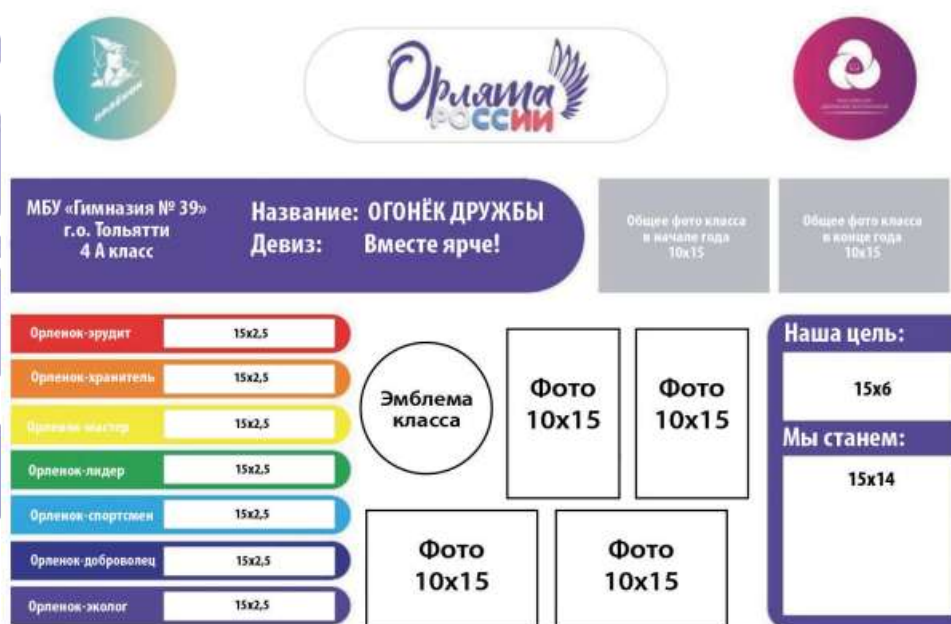 ОРЛЁНОК
Орлята
РОССИИ
МБУ «Гимназия № 39»
г.о. Тольятти
4 А класс
Название: ОГОНЁК ДРУЖБЫ
Девиз: Вместе ярче!
Общее фото класса
в начале года
10х15
Общее фото класса
в конце года
10х15
Орленок-эрудит
15х2,5
Орленок-хранитель
15х2,5
Орленок-мастер
15х2,5
Орленок-лидер
15х2,5
Орленок-спортсмен
15х2,5
Орленок-доброволец
15х2,5
Орленок-эколог
15х2,5
Эмблема
класса
Фото
10х15
Фото
10х15
Фото
10х15
Фото
10х15
Наша цель:
15х6
Мы станем:
15х14